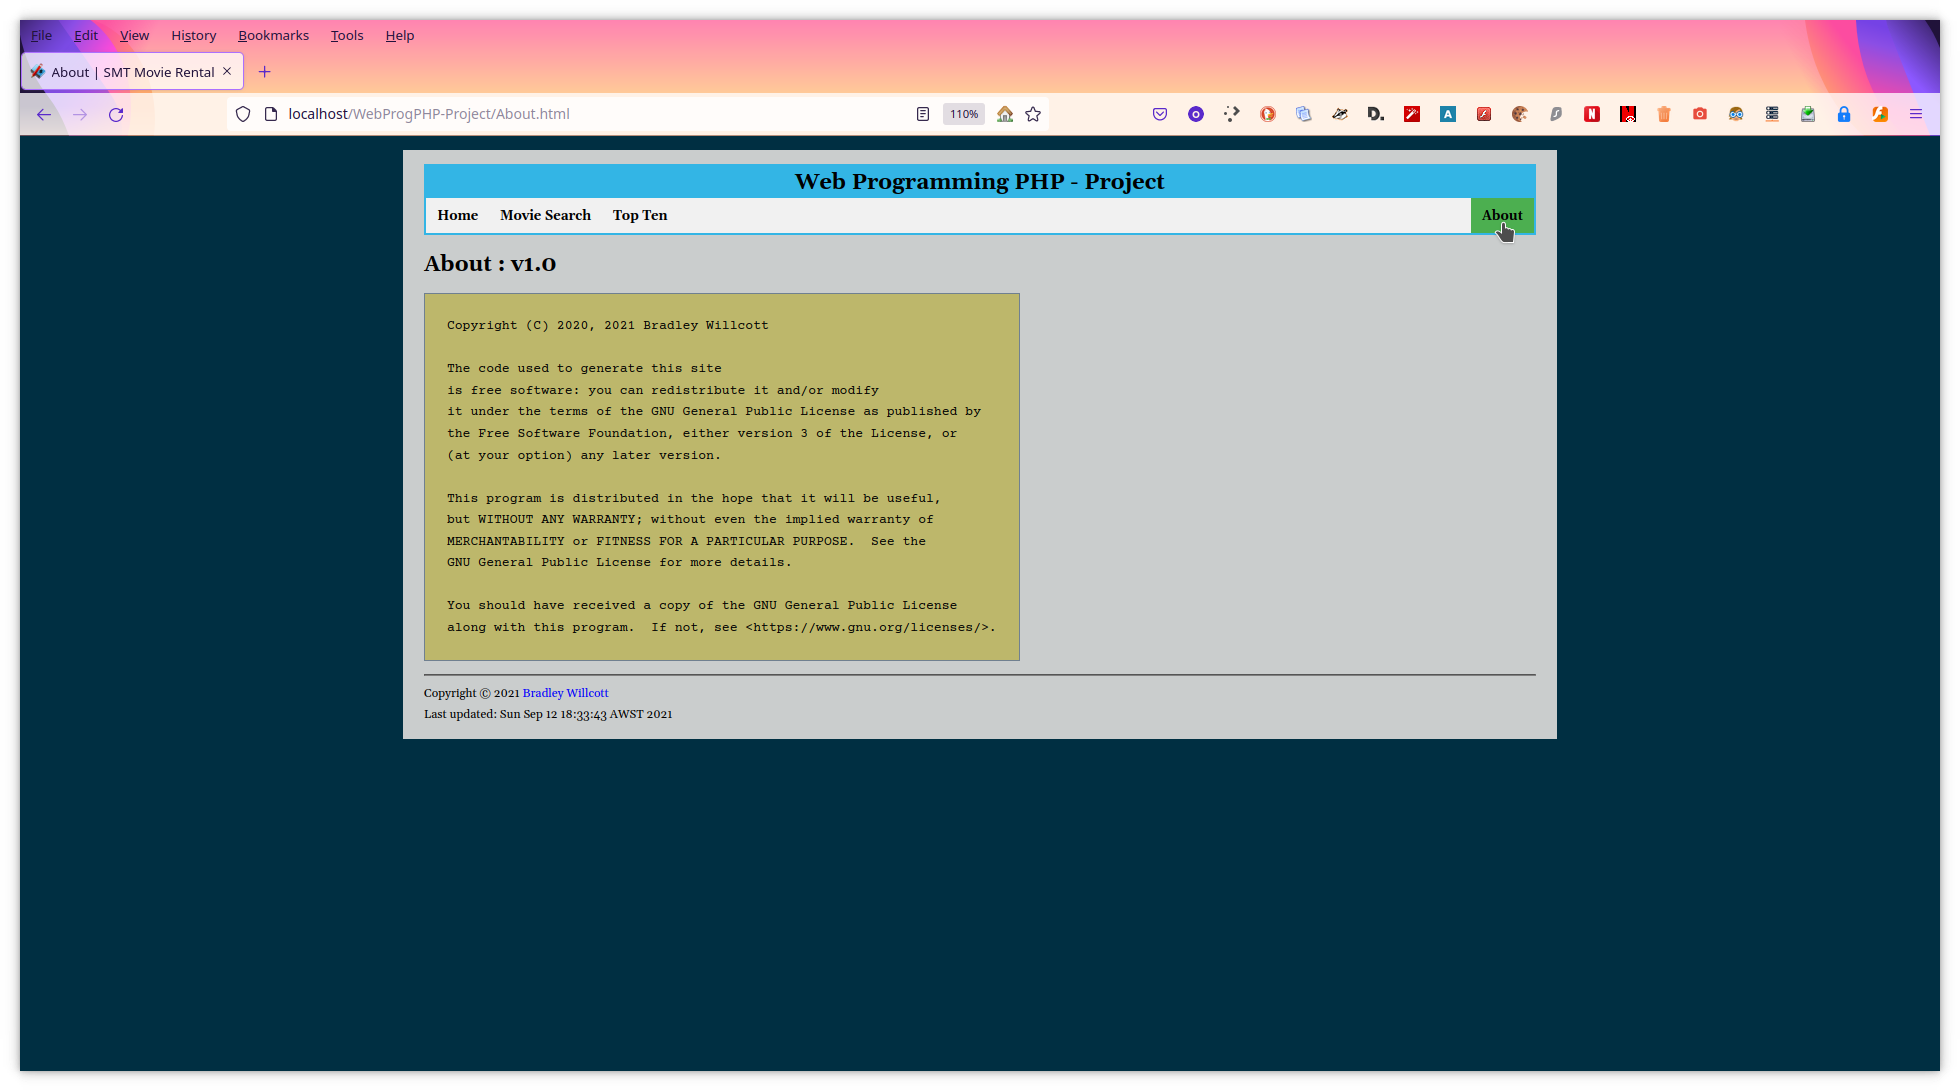 File Edit View History Bookmarks Tools Help
About | SMT Movie Rental
localhost/WebProgPHP-Project/About.html 110%
Web Programming PHP - Project
Home Movie Search Top Ten About
About : v1.0
Copyright (C) 2020, 2021 Bradley Willcott
The code used to generate this site
is free software: you can redistribute it and/or modify
it under the terms of the GNU General Public License as published by
the Free Software Foundation, either version 3 of the License, or
(at your option) any later version.
This program is distributed in the hope that it will be useful,
but WITHOUT ANY WARRANTY; without even the implied warranty of
MERCHANTABILITY or FITNESS FOR A PARTICULAR PURPOSE.  See the
GNU General Public License for more details.
You should have received a copy of the GNU General Public License
along with this program.  If not, see <https://www.gnu.org/licenses/>.
Copyright © 2021 Bradley Willcott
Last updated: Sun Sep 12 18:33:43 AWST 2021